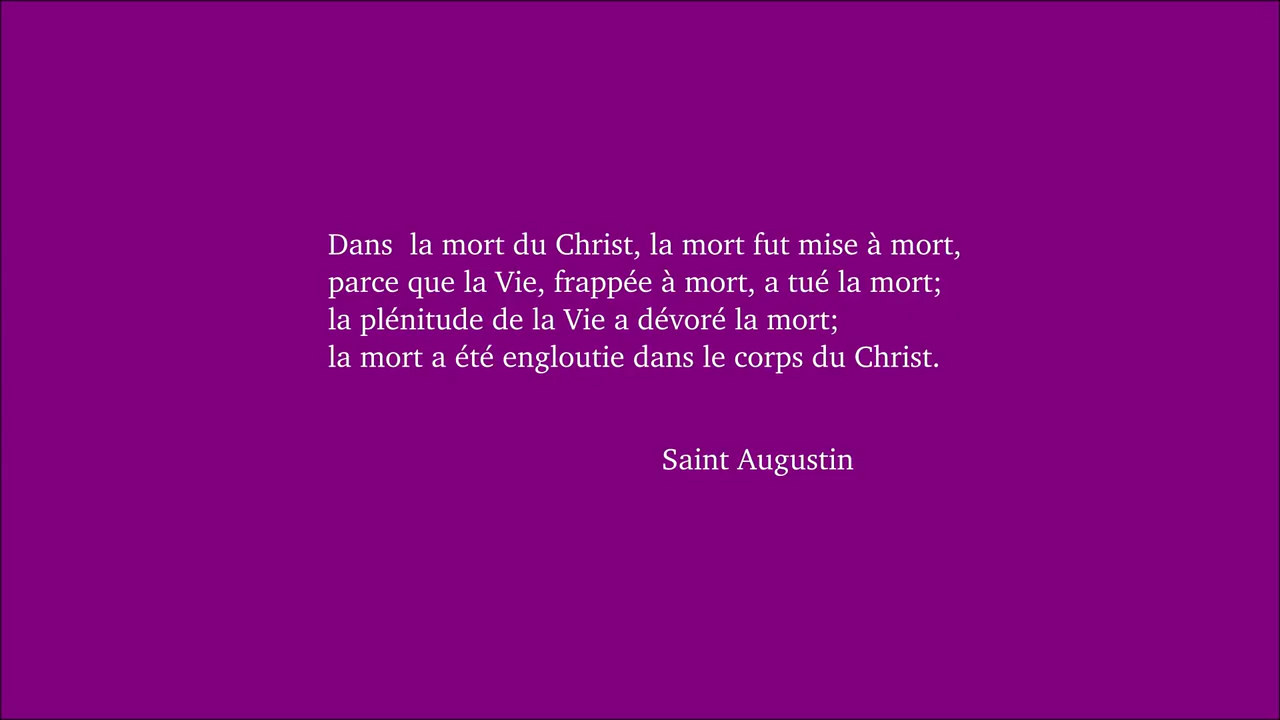 Dans  la mort du Christ, la mort fut mise à mort,
parce que la Vie, frappée à mort, a tué la mort;
la plénitude de la Vie a dévoré la mort;
la mort a été engloutie dans le corps du Christ.
Saint Augustin